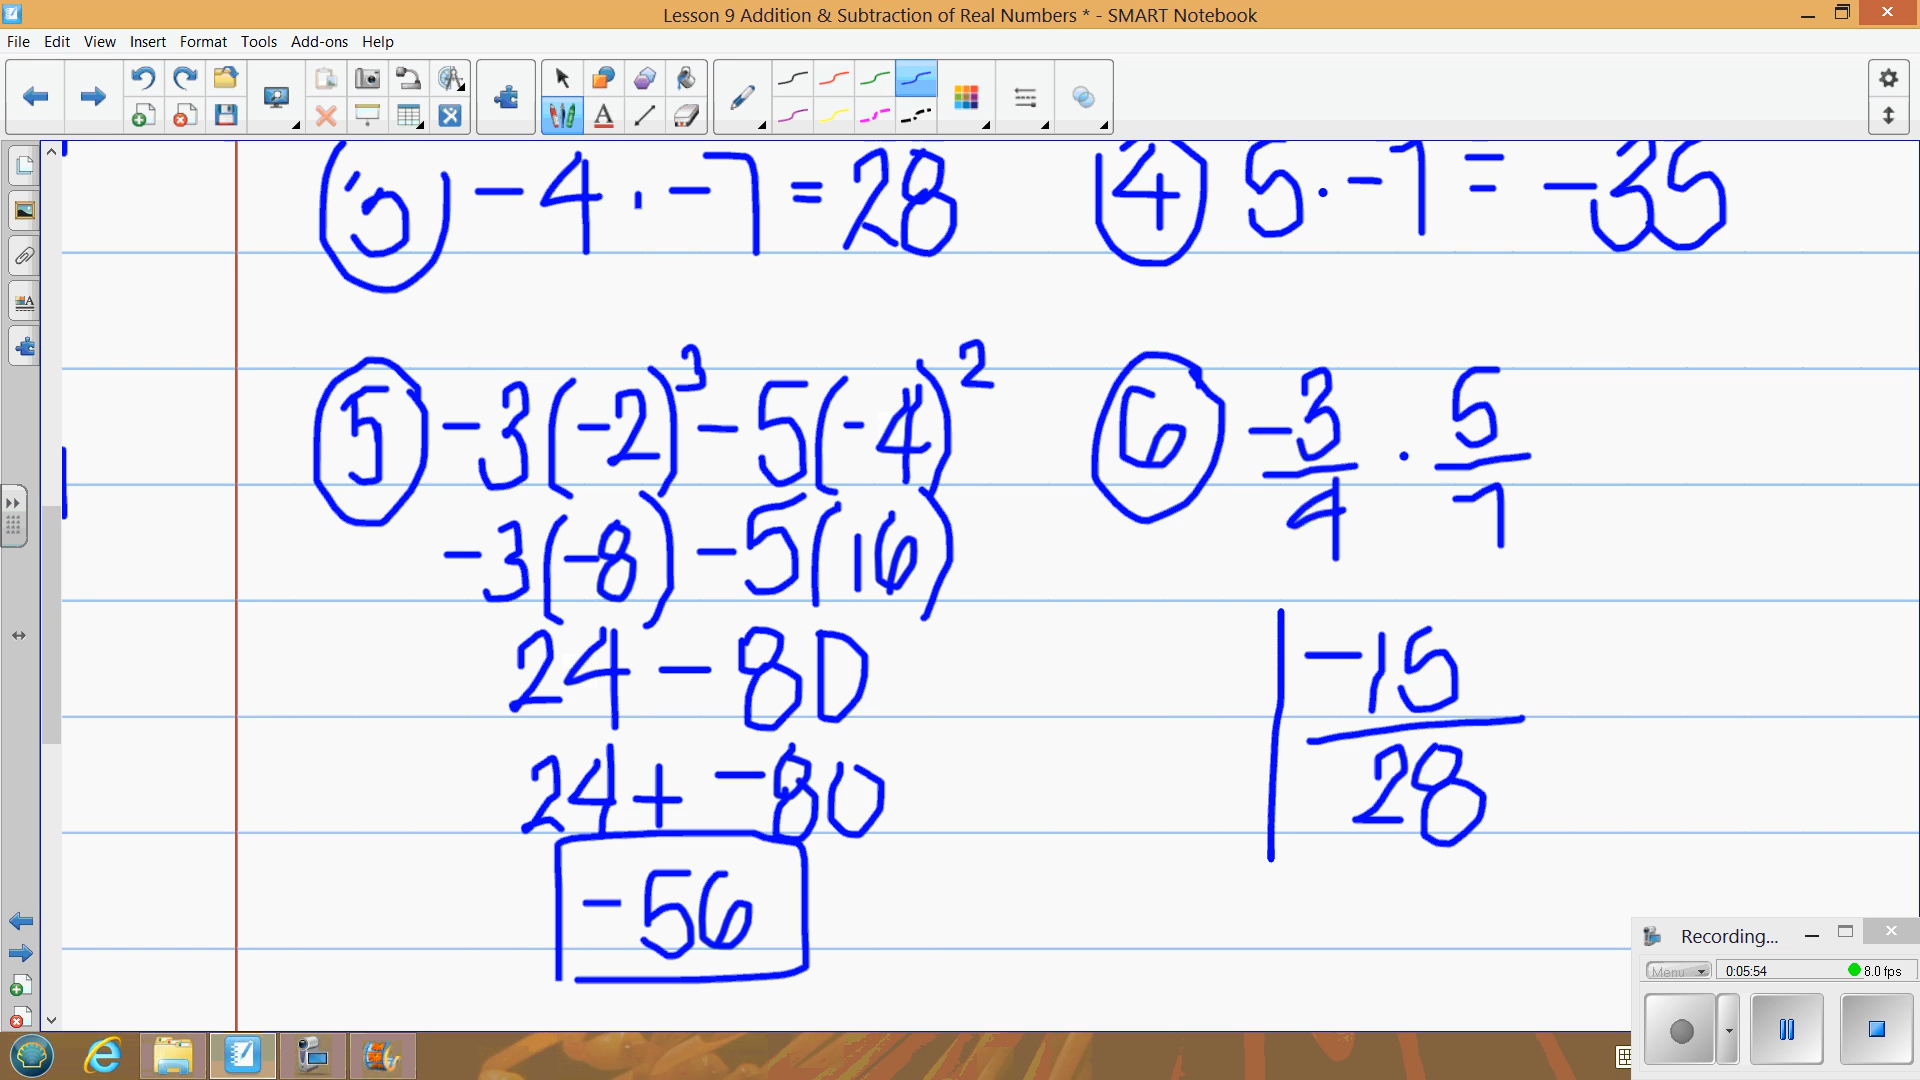 Lesson 9 Addition & Subtraction of Real Numbers * - SMART Notebook
File Edit View Insert Format Tools Add-ons Help
3 -4 · -7 = 28
4 5 · -7 = -35
5 -3(-2)³ - 5(-4)²
-3(-8) - 5(16)
24 - 80
24 + -80
-56
6 -3/4 · 5/7
-15/28
Recording...
Menu 0:05:54 8.0 fps